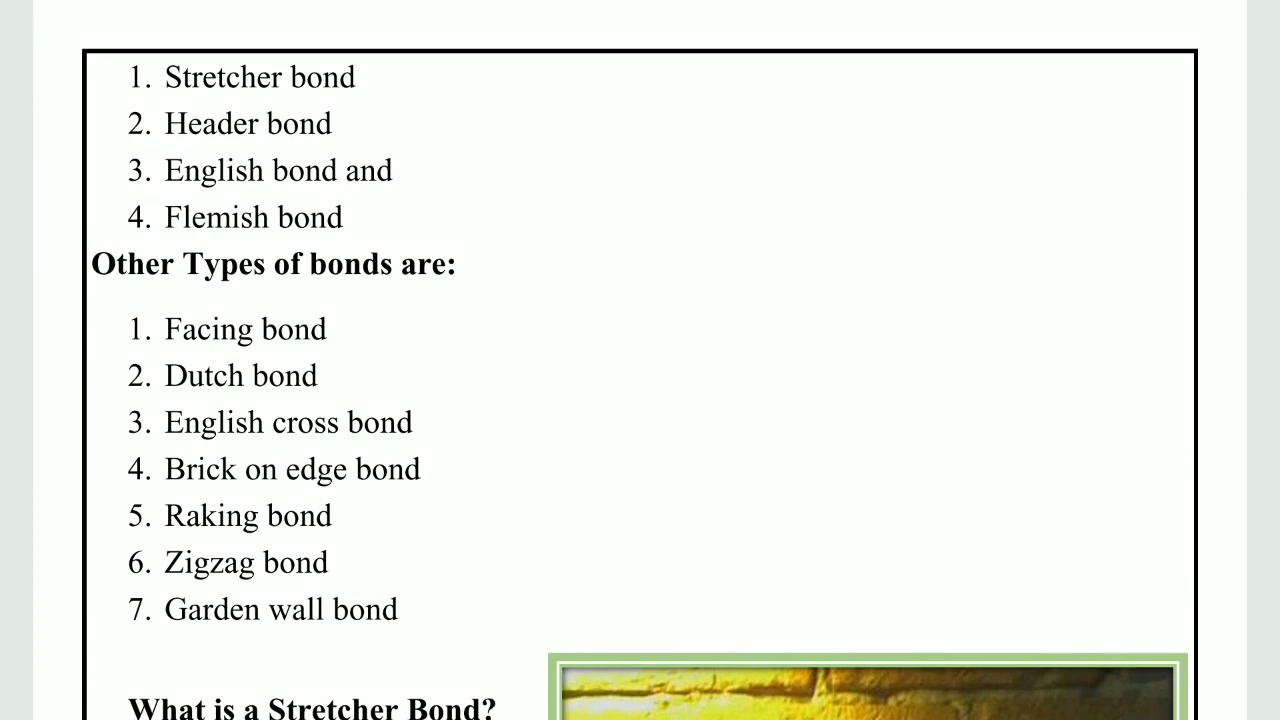 1. Stretcher bond
2. Header bond
3. English bond and
4. Flemish bond
Other Types of bonds are:
1. Facing bond
2. Dutch bond
3. English cross bond
4. Brick on edge bond
5. Raking bond
6. Zigzag bond
7. Garden wall bond
What is a Stretcher Bond?